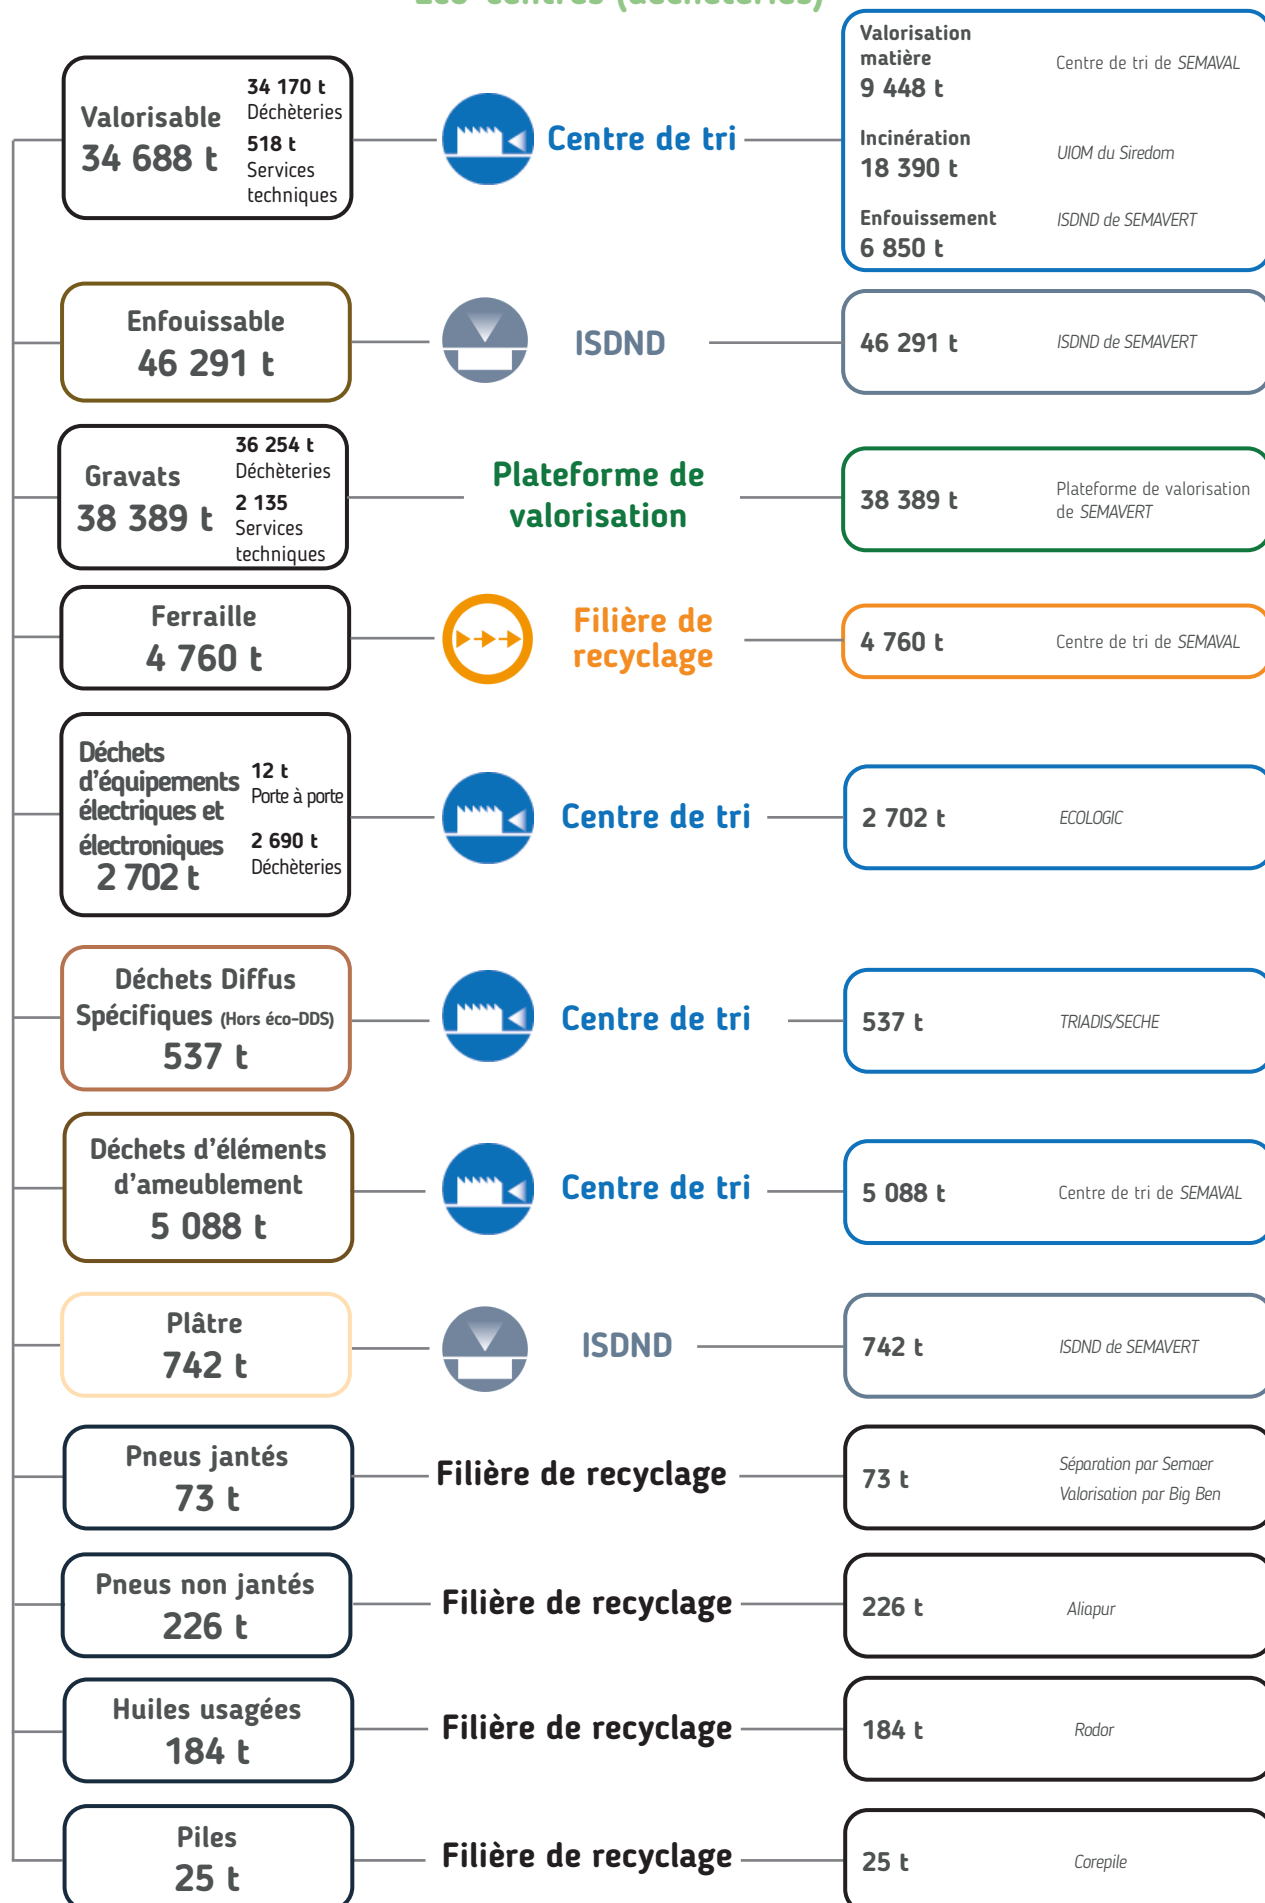 Éco-centres (déchèteries)
Valorisable
34 688 t
34 170 t
Déchèteries
518 t
Services
techniques
Centre de tri
Valorisation
matière
9 448 t
Centre de tri de SEMAVAL
Incinération
18 390 t
UIOM du Siredom
Enfouissement
6 850 t
ISDND de SEMAVERT
Enfouissable
46 291 t
ISDND
46 291 t
ISDND de SEMAVERT
Gravats
38 389 t
36 254 t
Déchèteries
2 135
Services
techniques
Plateforme de
valorisation
38 389 t
Plateforme de valorisation
de SEMAVERT
Ferraille
4 760 t
Filière de
recyclage
4 760 t
Centre de tri de SEMAVAL
Déchets
d'équipements
électriques et
électroniques
2 702 t
12 t
Porte à porte
2 690 t
Déchèteries
Centre de tri
2 702 t
ECOLOGIC
Déchets Diffus
Spécifiques (Hors éco-DDS)
537 t
Centre de tri
537 t
TRIADIS/SECHE
Déchets d'éléments
d'ameublement
5 088 t
Centre de tri
5 088 t
Centre de tri de SEMAVAL
Plâtre
742 t
ISDND
742 t
ISDND de SEMAVERT
Pneus jantés
73 t
Filière de recyclage
73 t
Séparation par Semaer
Valorisation par Big Ben
Pneus non jantés
226 t
Filière de recyclage
226 t
Aliapur
Huiles usagées
184 t
Filière de recyclage
184 t
Rodor
Piles
25 t
Filière de recyclage
25 t
Corepile